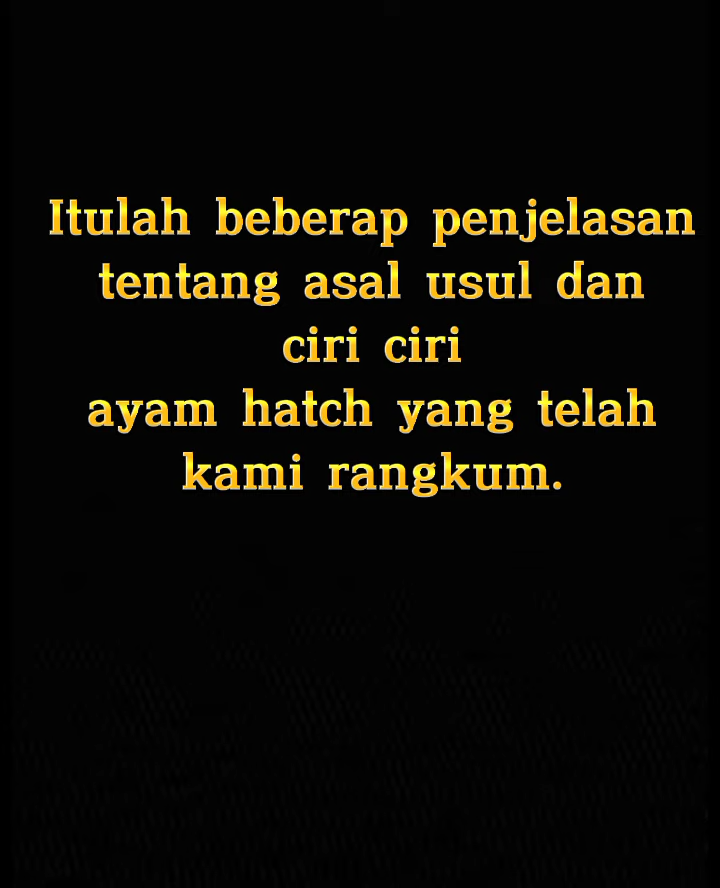 Itulah beberap penjelasan
tentang asal usul dan
ciri ciri
ayam hatch yang telah
kami rangkum.